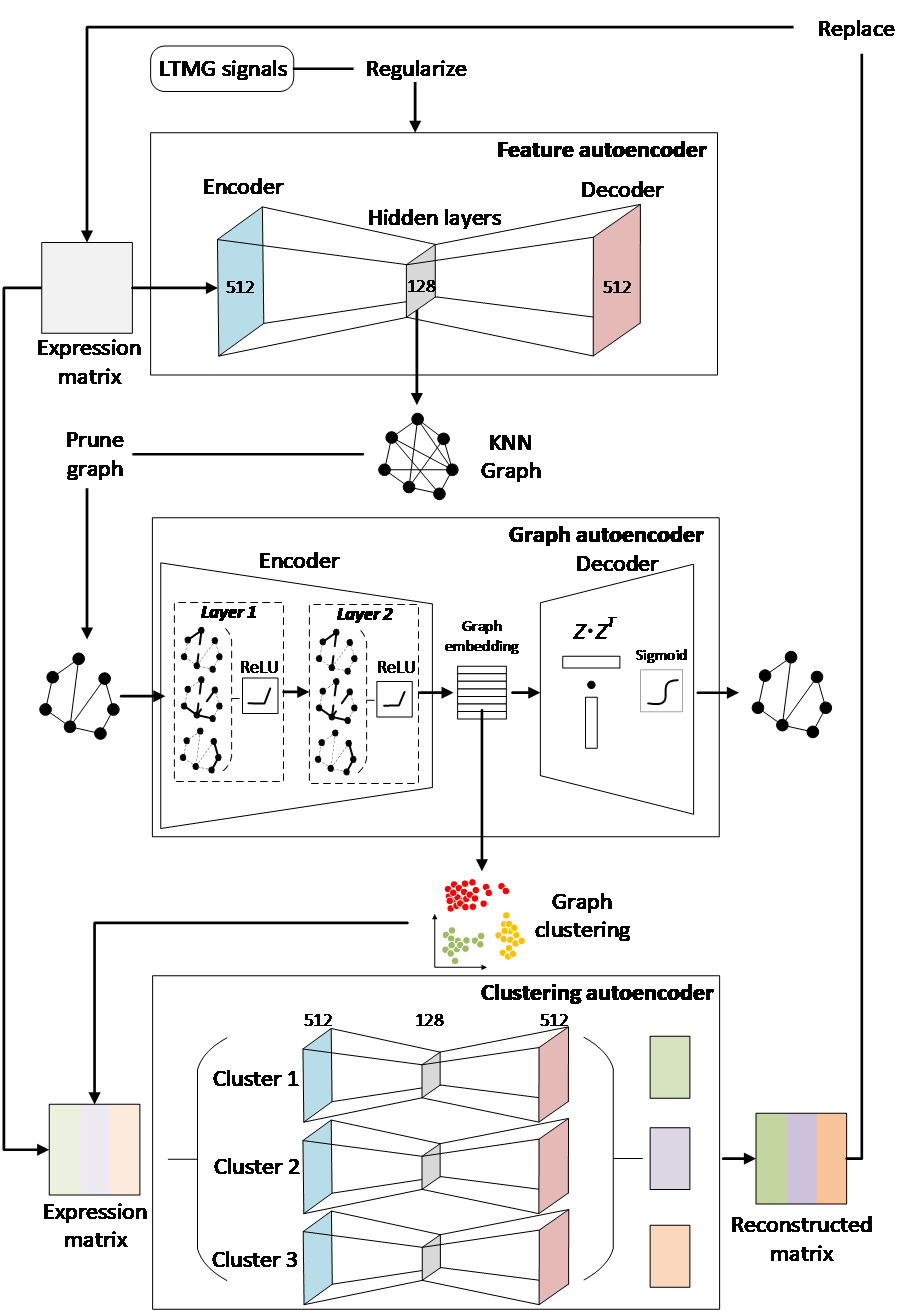 Replace
LTMG signals
Regularize
Feature autoencoder
Encoder
Decoder
Hidden layers
512
128
512
Expression
matrix
Prune
graph
KNN
Graph
Graph autoencoder
Encoder
Decoder
Layer 1
Layer 2
ReLU
ReLU
Graph
embedding
Z·Z^T
Sigmoid
Graph
clustering
Clustering autoencoder
512
128
512
Cluster 1
Cluster 2
Cluster 3
Expression
matrix
Reconstructed
matrix